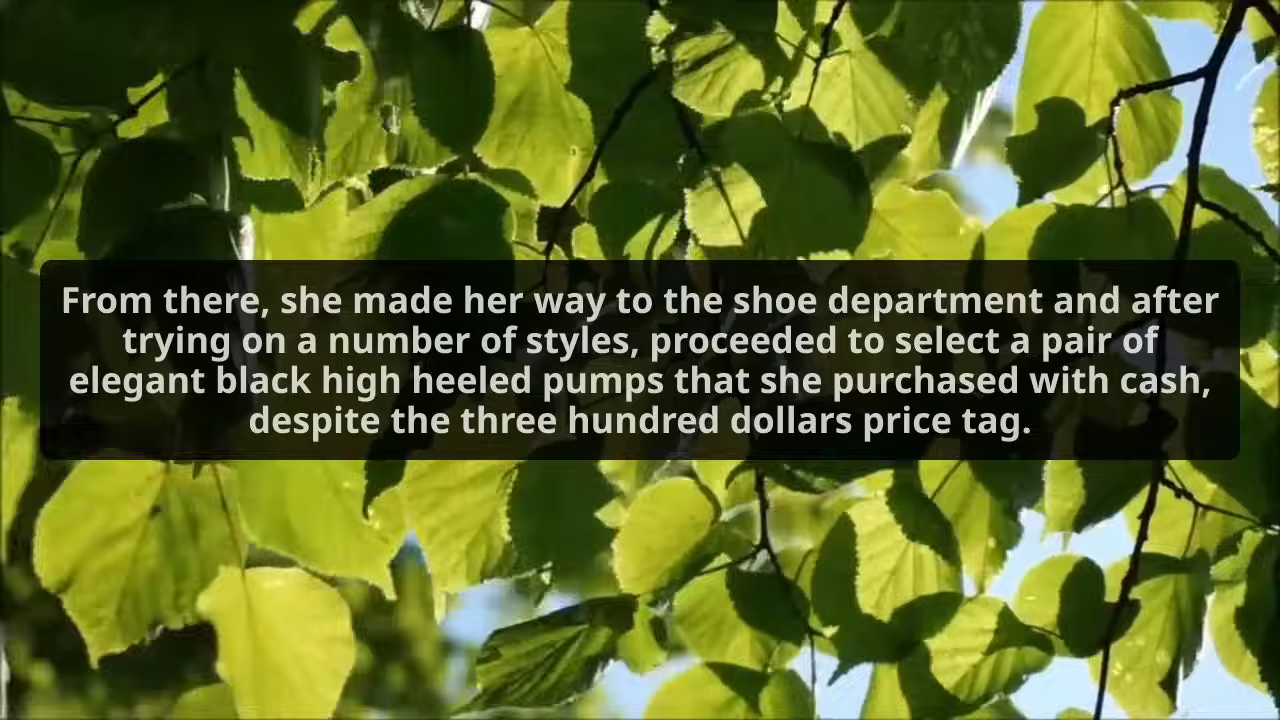 From there, she made her way to the shoe department and after
trying on a number of styles, proceeded to select a pair of
elegant black high heeled pumps that she purchased with cash,
despite the three hundred dollars price tag.